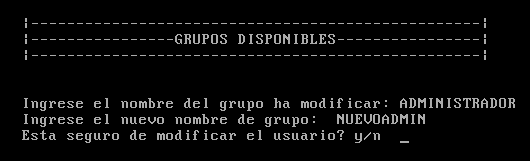 ¦--------------------------------------------------¦
¦----------------GRUPOS DISPONIBLES----------------¦
¦--------------------------------------------------¦
Ingrese el nombre del grupo ha modificar: ADMINISTRADOR
Ingrese el nuevo nombre de grupo:  NUEVOADMIN
Esta seguro de modificar el usuario? y/n  _